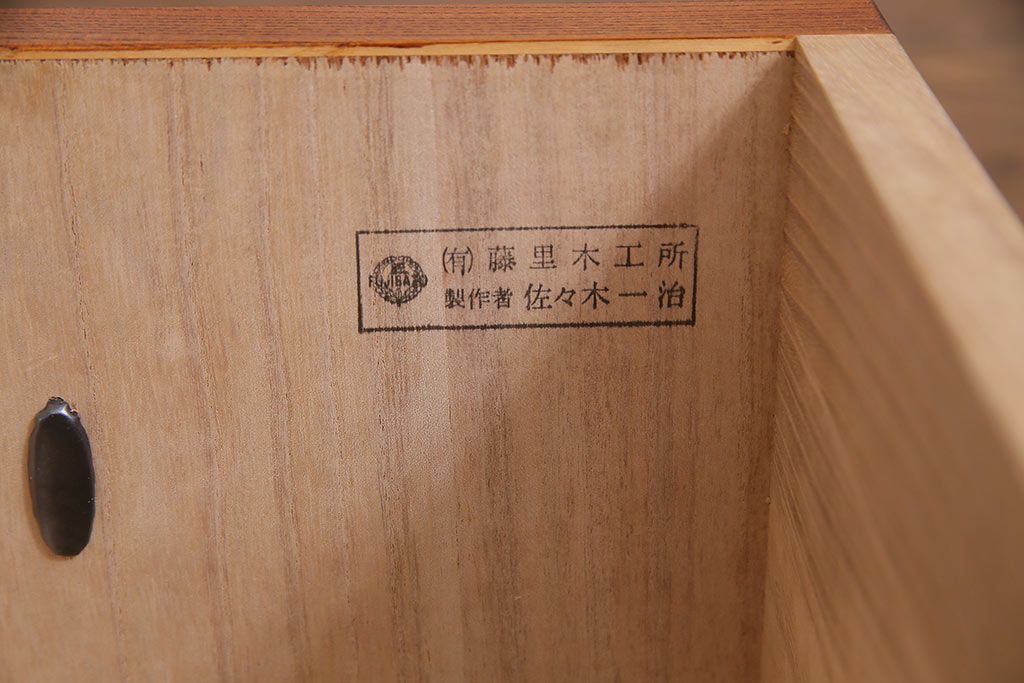 (有) 藤里木工所
製作者 佐々木一治